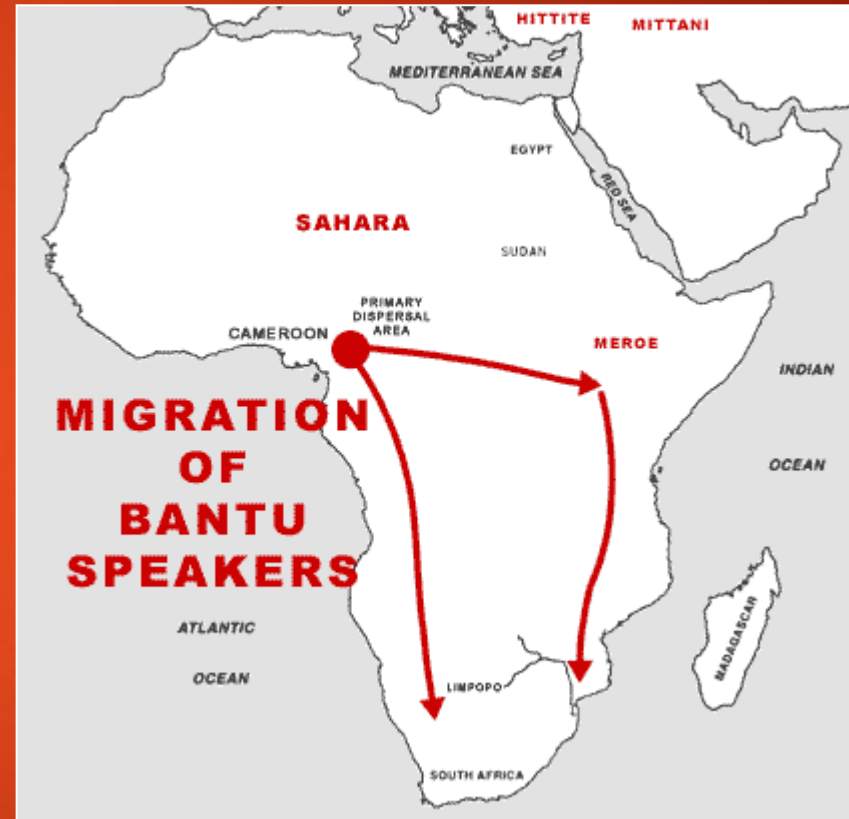 HITTITE
MITTANI
MEDITERRANEAN SEA
EGYPT
RED SEA
SAHARA
SUDAN
PRIMARY
DISPERSAL
AREA
CAMEROON
MEROE
INDIAN
OCEAN
MIGRATION
OF
BANTU
SPEAKERS
ATLANTIC
OCEAN
MADAGASCAR
LIMPOPO
SOUTH AFRICA